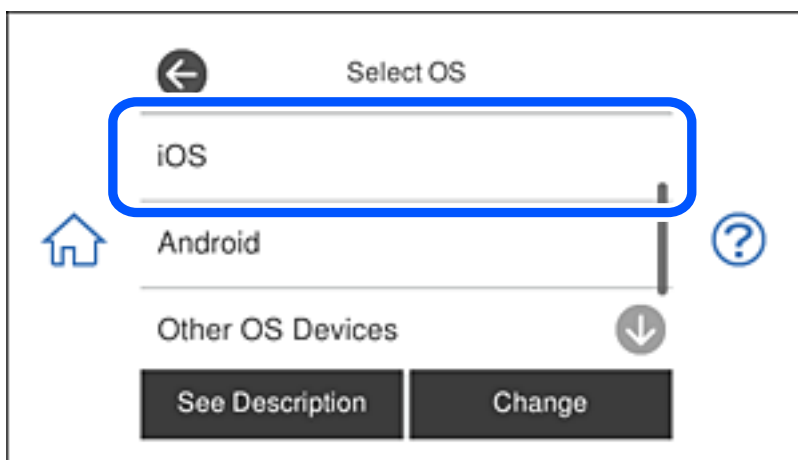 Select OS
iOS
Android
Other OS Devices
See Description
Change